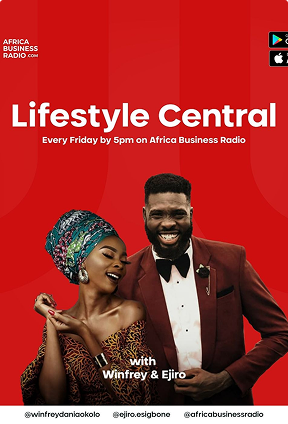 AFRICA
BUSINESS
RADIO.COM
Lifestyle Central
Every Friday by 5pm on Africa Business Radio
with
Winfrey & Ejiro
@winfreydaniaokolo @ejiro.esigbone @africabusinessradio